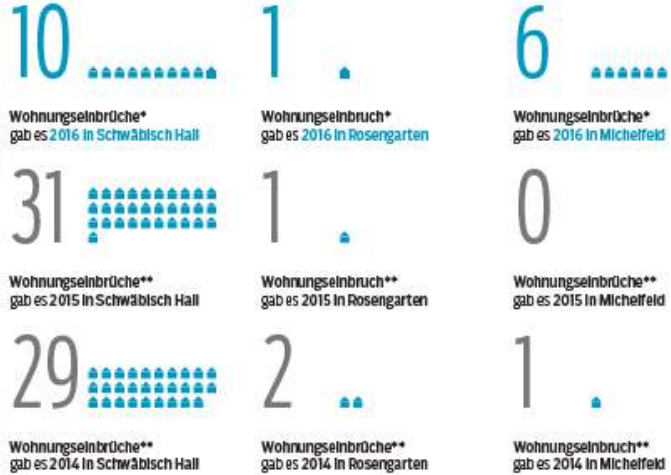 10
1
6
Wohnungseinbrüche*
gab es 2016 in Schwäbisch Hall
Wohnungseinbruch*
gab es 2016 in Rosengarten
Wohnungseinbrüche*
gab es 2016 in Michelfeld
31
1
0
Wohnungseinbrüche**
gab es 2015 in Schwäbisch Hall
Wohnungseinbruch**
gab es 2015 in Rosengarten
Wohnungseinbrüche**
gab es 2015 in Michelfeld
29
2
1
Wohnungseinbrüche**
gab es 2014 in Schwäbisch Hall
Wohnungseinbrüche**
gab es 2014 in Rosengarten
Wohnungseinbruch**
gab es 2014 in Michelfeld